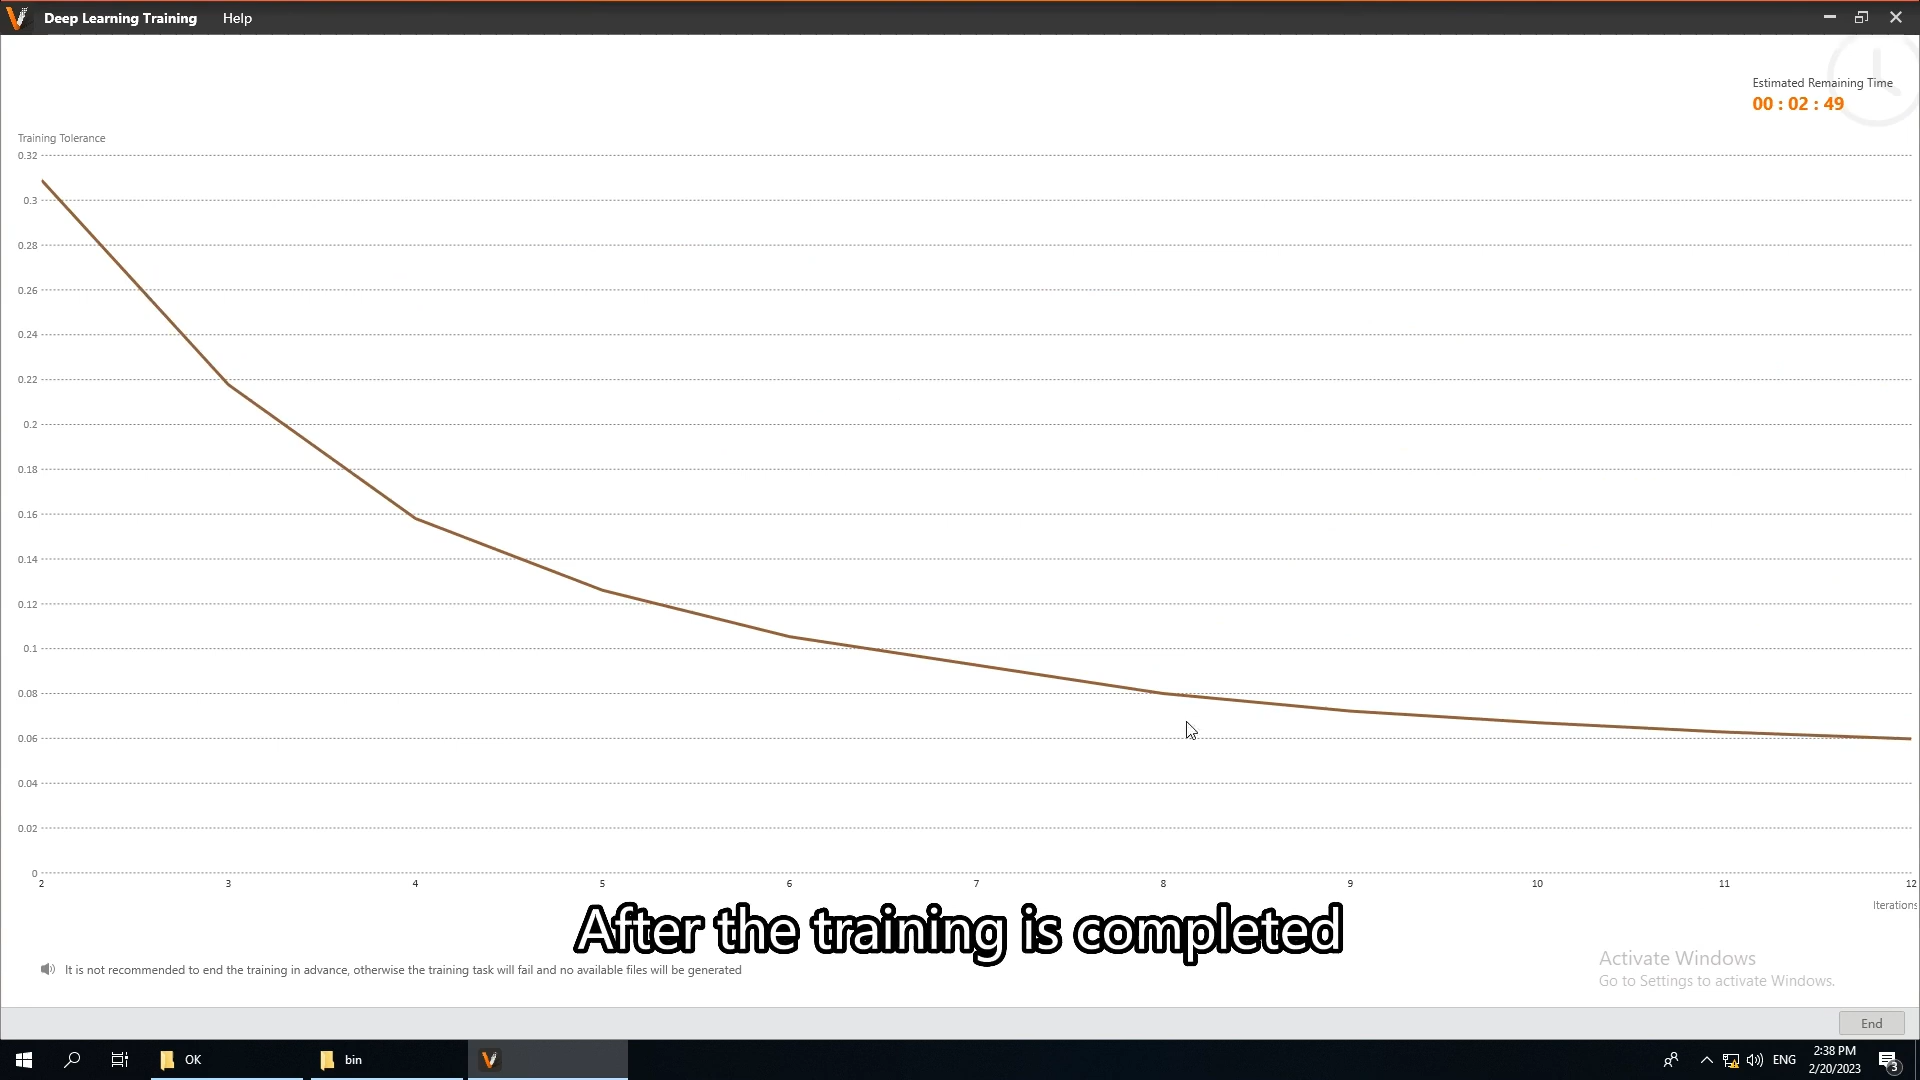 Deep Learning Training Help
Estimated Remaining Time
00 : 02 : 49
Training Tolerance
0.32
0.3
0.28
0.26
0.24
0.22
0.2
0.18
0.16
0.14
0.12
0.1
0.08
0.06
0.04
0.02
0
2 3 4 5 6 7 8 9 10 11 12
Iterations
After the training is completed
It is not recommended to end the training in advance, otherwise the training task will fail and no available files will be generated
Activate Windows
Go to Settings to activate Windows.
End
OK bin ENG 2:38 PM
2/20/2023 3